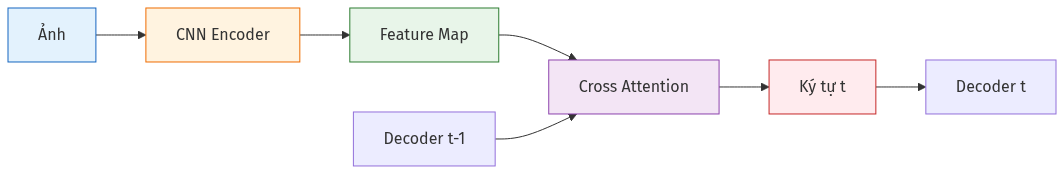 Ảnh
CNN Encoder
Feature Map
Decoder t-1
Cross Attention
Ký tự t
Decoder t